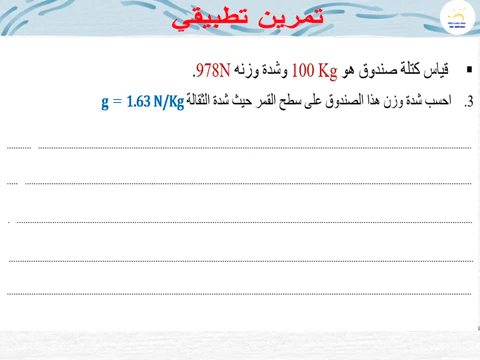 تمرين تطبيقي
▪ قياس كتلة صندوق هو 100 Kg وشدة وزنه 978N.
3. احسب شدة وزن هذا الصندوق على سطح القمر حيث شدة الثقالة g = 1.63 N/Kg